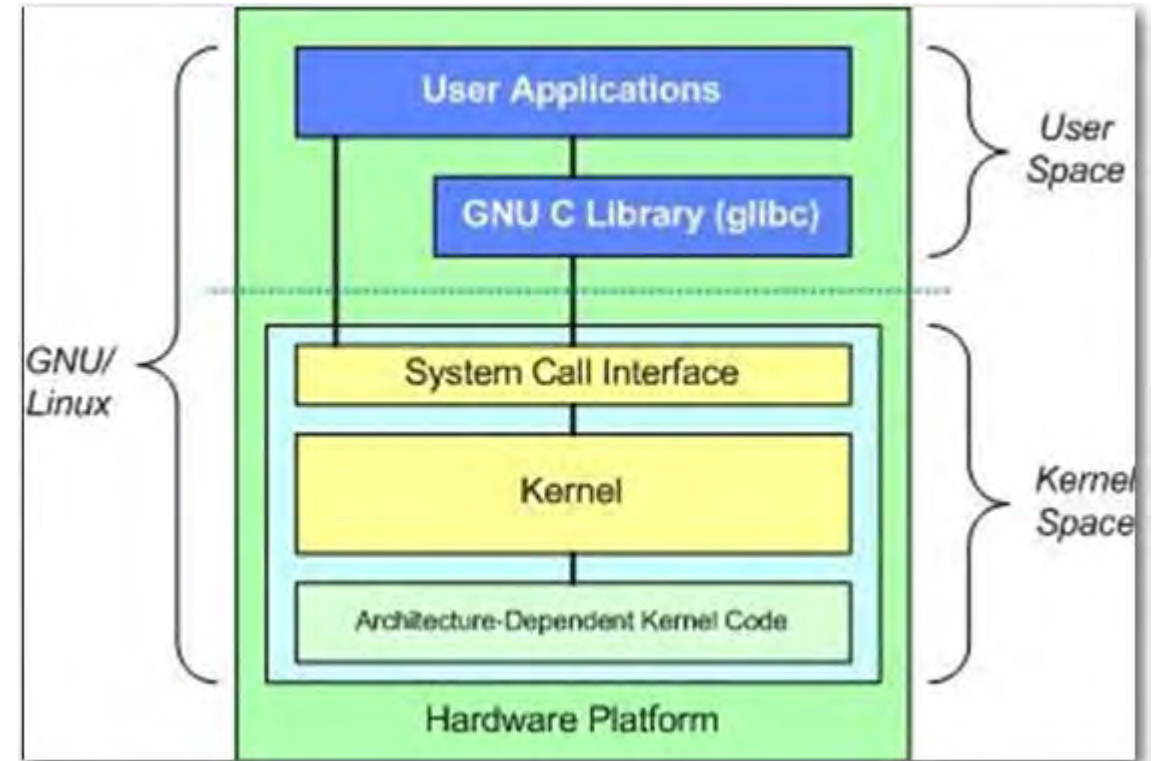 User Applications
User
Space
GNU C Library (glibc)
GNU/
Linux
System Call Interface
Kernel
Kernel
Space
Architecture-Dependent Kernel Code
Hardware Platform